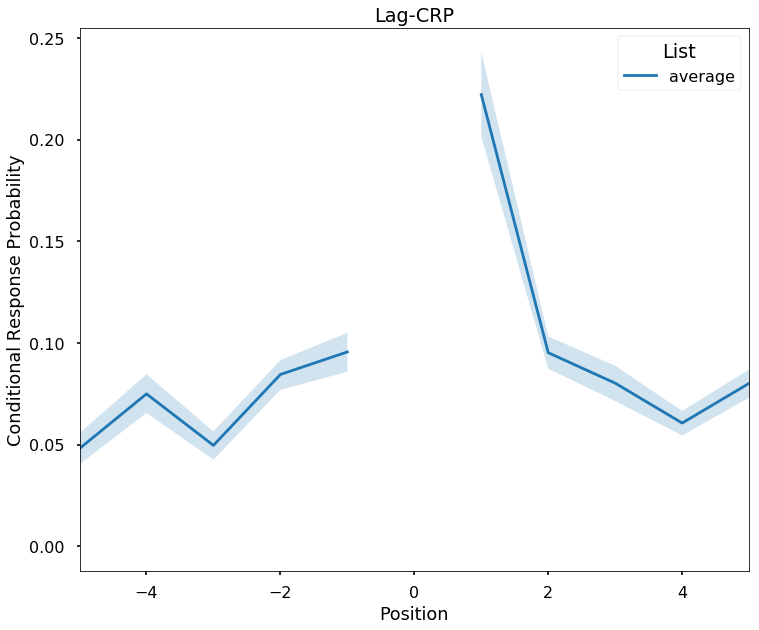 Lag-CRP
List
average
Conditional Response Probability
0.25
0.20
0.15
0.10
0.05
0.00
−4
−2
0
2
4
Position